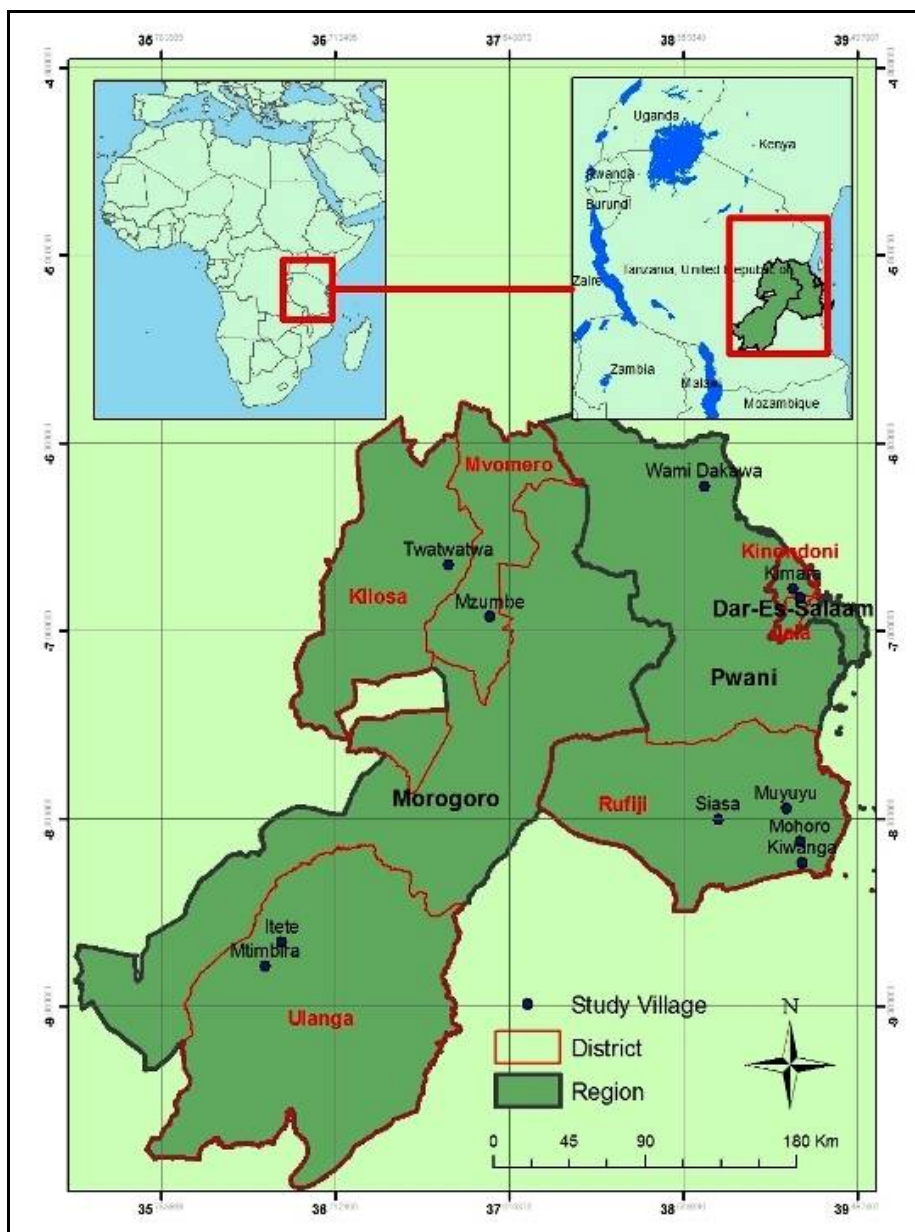 35 36 37 38 39
Uganda
Kenya
Rwanda
Burundi
Tanzania, United Republic of
Zaire
Zambia
Malawi
Mozambique
Mvomero
Wami Dakawa
Twatwatwa
Kinondoni
Kimara
Kilosa
Mzumbe
Dar-Es-Salaam
Ilala
Pwani
Morogoro
Rufiji
Siasa
Muyuyu
Mohoro
Kiwanga
Itete
Mtimbira
Ulanga
Study Village
District
Region
N
0 45 90 180 Km
35 36 37 38 39